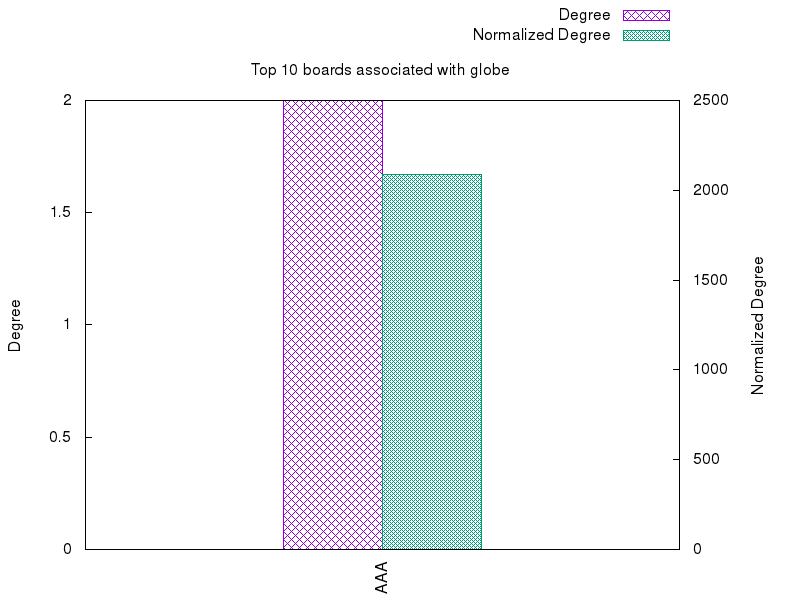 Degree
Normalized Degree
Top 10 boards associated with globe
2
1.5
1
0.5
0
2500
2000
1500
1000
500
0
Degree
Normalized Degree
AAA